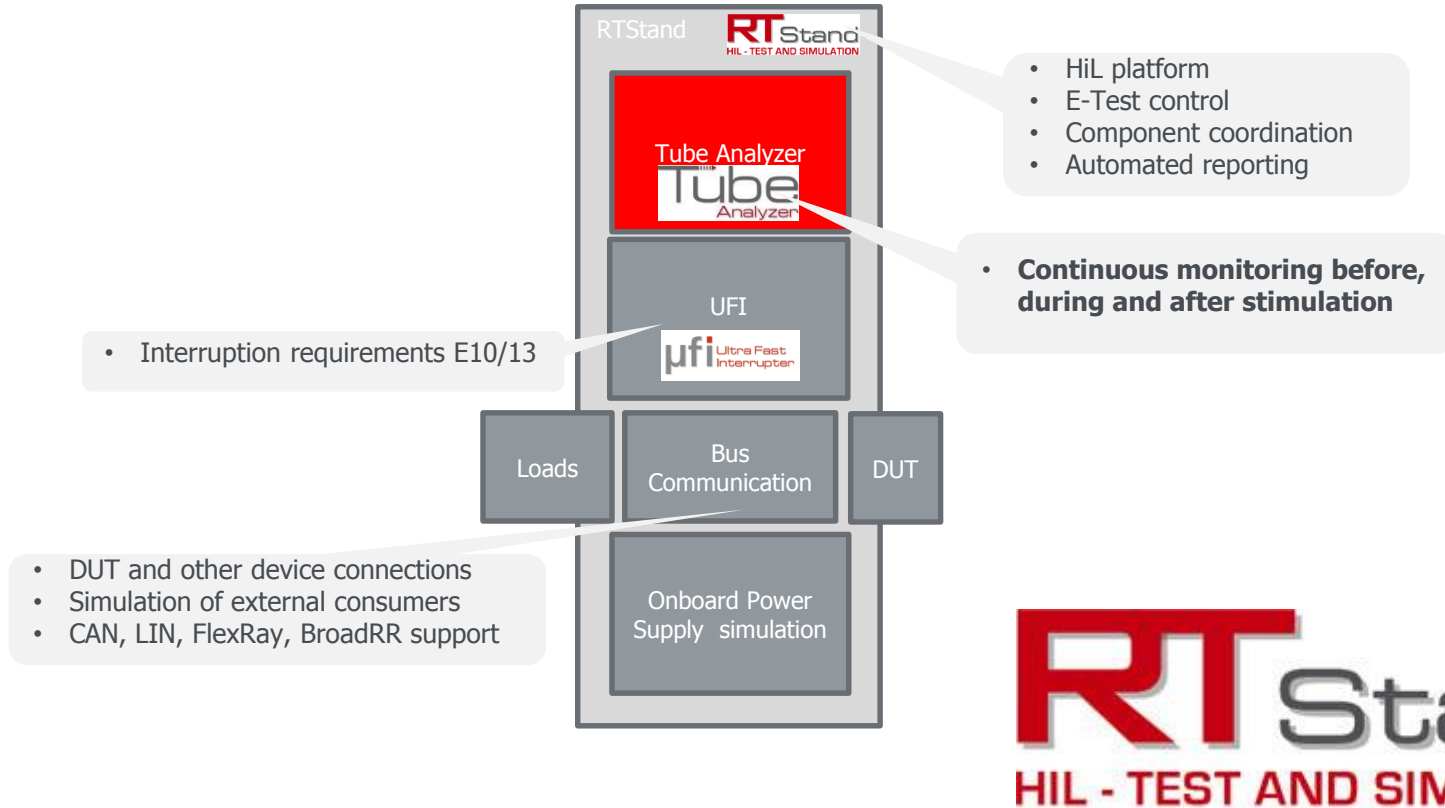 RTStand
RT Stand
HIL - TEST AND SIMULATION
• HiL platform
• E-Test control
• Component coordination
• Automated reporting
Tube Analyzer
Tube
Analyzer
• Continuous monitoring before,
during and after stimulation
UFI
µfi Ultra Fast
Interrupter
• Interruption requirements E10/13
Loads
Bus
Communication
DUT
• DUT and other device connections
• Simulation of external consumers
• CAN, LIN, FlexRay, BroadRR support
Onboard Power
Supply simulation
RT Sta
HIL - TEST AND SIM